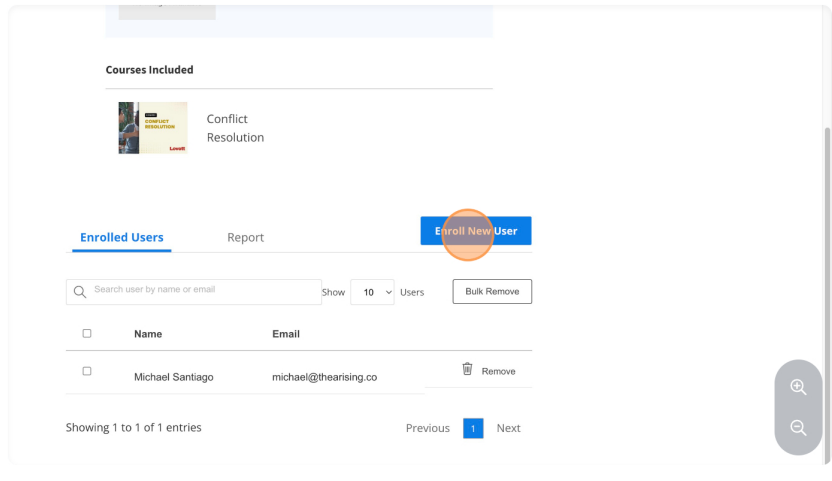 Courses Included
CONFLICT
RESOLUTION
Conflict
Resolution
Enrolled Users
Report
Enroll New User
Search user by name or email
Show 10 Users
Bulk Remove
Name Email
Michael Santiago michael@thearising.co Remove
Showing 1 to 1 of 1 entries
Previous 1 Next